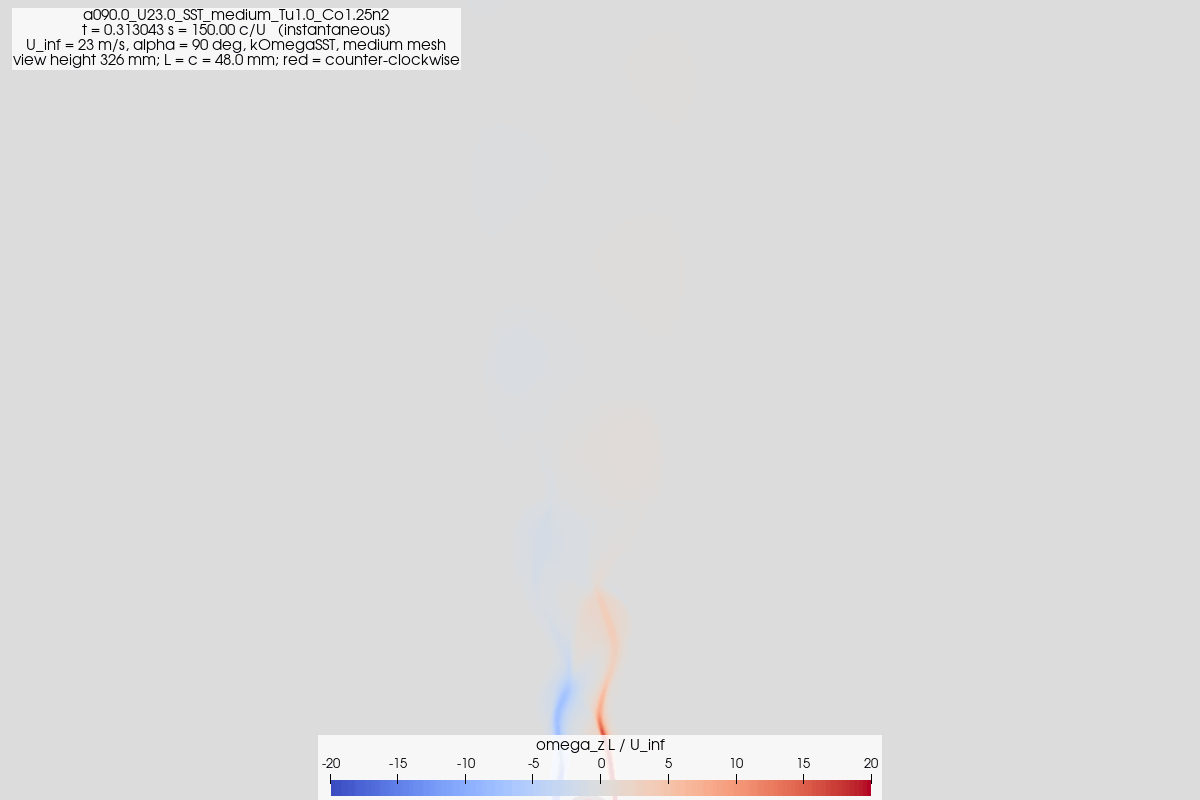 a090.0_U23.0_SST_medium_Tu1.0_Co1.25n2
t = 0.313043 s = 150.00 c/U (instantaneous)
U_inf = 23 m/s, alpha = 90 deg, kOmegaSST, medium mesh
view height 326 mm; L = c = 48.0 mm; red = counter-clockwise
omega_z L / U_inf
-20 -15 -10 -5 0 5 10 15 20